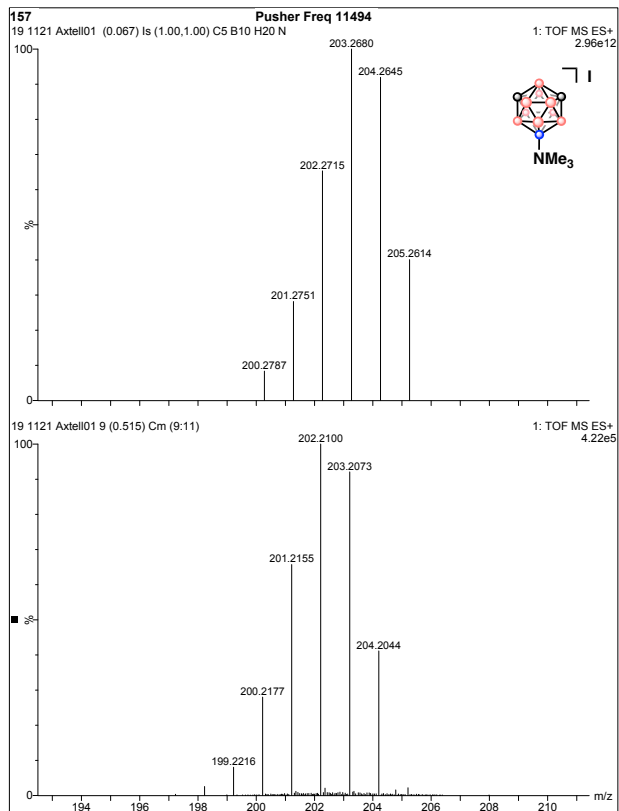 157
Pusher Freq 11494
19 1121 Axtell01 (0.067) Is (1.00,1.00) C5 B10 H20 N
1: TOF MS ES+
2.96e12
100
%
0
203.2680
204.2645
202.2715
205.2614
201.2751
200.2787
I
NMe3
19 1121 Axtell01 9 (0.515) Cm (9:11)
1: TOF MS ES+
4.22e5
100
%
0
202.2100
203.2073
201.2155
204.2044
200.2177
199.2216
m/z
194 196 198 200 202 204 206 208 210